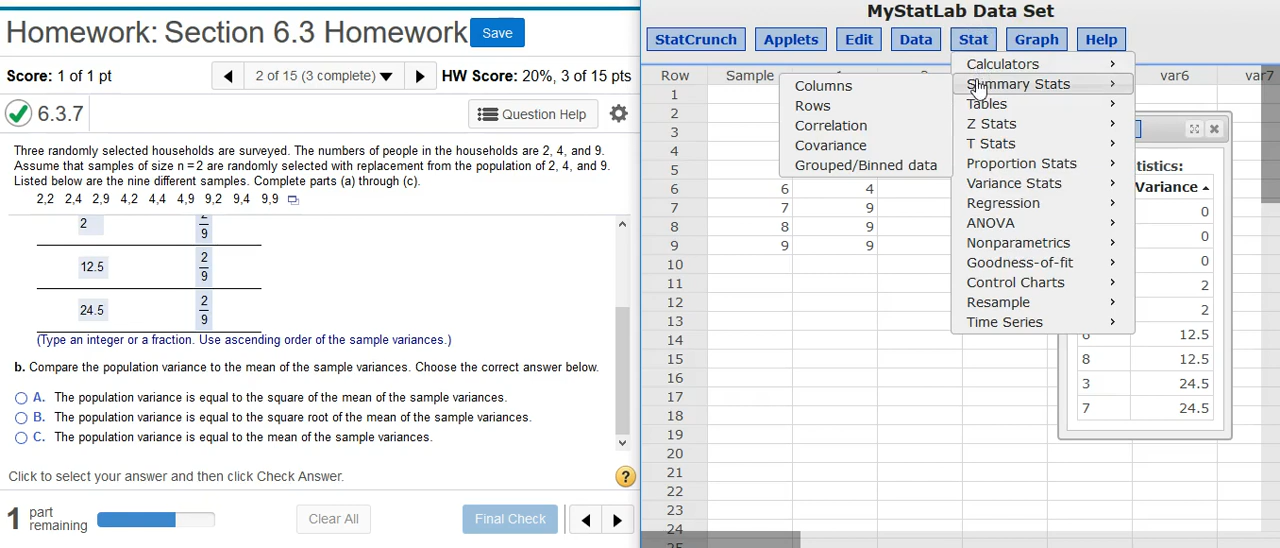 Homework: Section 6.3 Homework
Save
Score: 1 of 1 pt
2 of 15 (3 complete)
HW Score: 20%, 3 of 15 pts
6.3.7
Question Help
Three randomly selected households are surveyed. The numbers of people in the households are 2, 4, and 9.
Assume that samples of size n = 2 are randomly selected with replacement from the population of 2, 4, and 9.
Listed below are the nine different samples. Complete parts (a) through (c).
2,2 2,4 2,9 4,2 4,4 4,9 9,2 9,4 9,9
2
2
9
12.5
2
9
24.5
2
9
(Type an integer or a fraction. Use ascending order of the sample variances.)
b. Compare the population variance to the mean of the sample variances. Choose the correct answer below.
A. The population variance is equal to the square of the mean of the sample variances.
B. The population variance is equal to the square root of the mean of the sample variances.
C. The population variance is equal to the mean of the sample variances.
Click to select your answer and then click Check Answer.
?
1 part remaining
Clear All
Final Check
MyStatLab Data Set
StatCrunch Applets Edit Data Stat Graph Help
Row Sample var6 var7
1
2
3
4
5
6 6 4
7 7 9
8 8 9
9 9 9
10
11
12
13
14
15
16
17
18
19
20
21
22
23
24
Columns
Rows
Correlation
Covariance
Grouped/Binned data
Calculators
Summary Stats
Tables
Z Stats
T Stats
Proportion Stats
Variance Stats
Regression
ANOVA
Nonparametrics
Goodness-of-fit
Control Charts
Resample
Time Series
tistics:
Variance
0
0
0
2
2
6 12.5
8 12.5
3 24.5
7 24.5